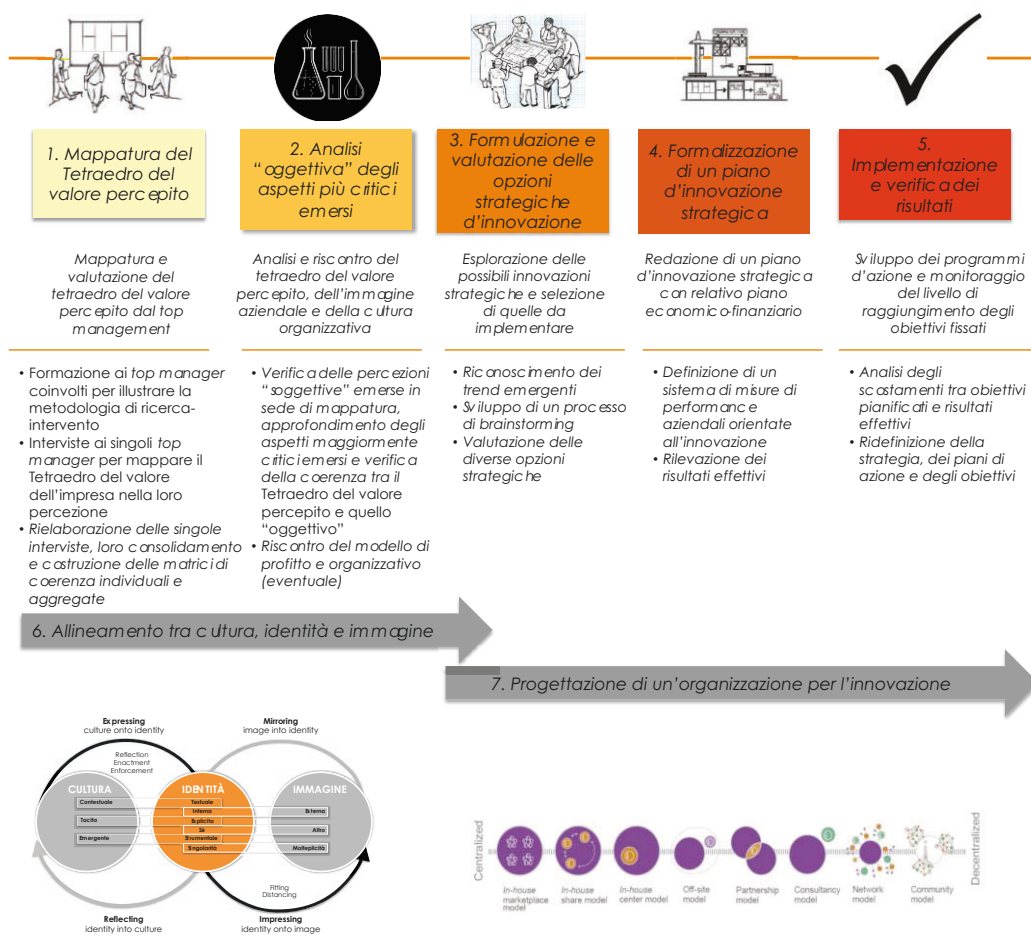 1. Mappatura del
Tetraedro del
valore percepito
2. Analisi
“oggettiva” degli
aspetti più critici
emersi
3. Formulazione e
valutazione delle
opzioni
strategiche
d’innovazione
4. Formalizzazione
di un piano
d’innovazione
strategica
5.
Implementazione
e verifica dei
risultati
Mappatura e
valutazione del
tetraedro del valore
percepito dal top
management
Analisi e riscontro del
tetraedro del valore
percepito, dell’immagine
aziendale e della cultura
organizzativa
Esplorazione delle
possibili innovazioni
strategiche e selezione
di quelle da
implementare
Redazione di un piano
d’innovazione strategica
con relativo piano
economico-finanziario
Sviluppo dei programmi
d’azione e monitoraggio
del livello di
raggiungimento degli
obiettivi fissati
• Formazione ai top manager
coinvolti per illustrare la
metodologia di ricerca-
intervento
• Interviste ai singoli top
manager per mappare il
Tetraedro del valore
dell’impresa nella loro
percezione
• Rielaborazione delle singole
interviste, loro consolidamento
e costruzione delle matrici di
coerenza individuali e
aggregate
• Verifica delle percezioni
“soggettive” emerse in
sede di mappatura,
approfondimento degli
aspetti maggiormente
critici emersi e verifica
della coerenza tra il
Tetraedro del valore
percepito e quello
“oggettivo”
• Riscontro del modello di
profitto e organizzativo
(eventuale)
• Riconoscimento dei
trend emergenti
• Sviluppo di un processo
di brainstorming
• Valutazione delle
diverse opzioni
strategiche
• Definizione di un
sistema di misure di
performance
aziendali orientate
all’innovazione
• Rilevazione dei
risultati effettivi
• Analisi degli
scostamenti tra obiettivi
pianificati e risultati
effettivi
• Ridefinizione della
strategia, dei piani di
azione e degli obiettivi
6. Allineamento tra cultura, identità e immagine
7. Progettazione di un’organizzazione per l’innovazione
Expressing
culture onto identity
Mirroring
image into identity
Reflection
Enactment
Enforcement
CULTURA
IDENTITÀ
IMMAGINE
Contestuale
Testuale
Interna
Esterna
Tacita
Esplicita
Sé
Altro
Emergente
Strumentale
Singolarità
Molteplicità
Fitting
Distancing
Reflecting
identity into culture
Impressing
identity onto image
Centralized
Decentralized
In-house
marketplace
model
In-house
share model
In-house
center model
Off-site
model
Partnership
model
Consultancy
model
Network
model
Community
model